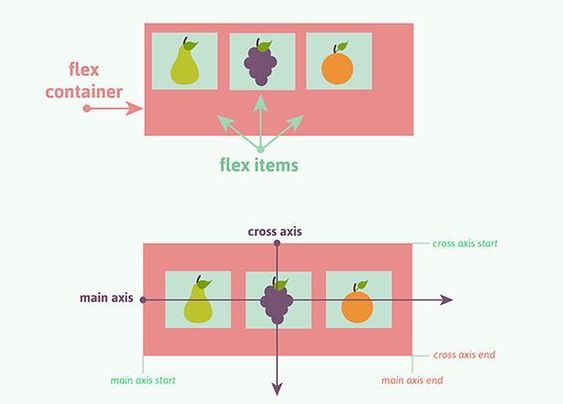 flex
container
flex items
cross axis
cross axis start
main axis
cross axis end
main axis start
main axis end